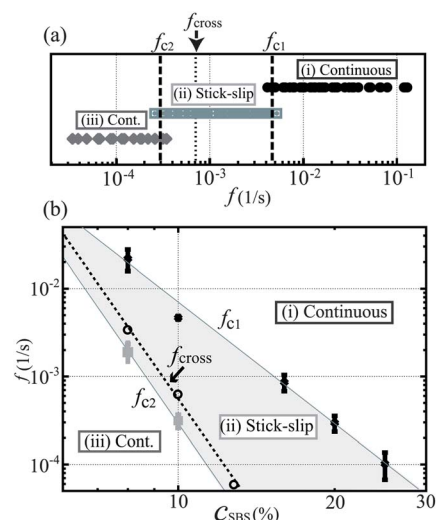 (a)
f_cross
f_c2
f_c1
(i) Continuous
(ii) Stick-slip
(iii) Cont.
10^-4
10^-3
10^-2
10^-1
f (1/s)
(b)
10^-2
10^-3
10^-4
f (1/s)
f_c1
(i) Continuous
f_cross
f_c2
(ii) Stick-slip
(iii) Cont.
10
20
30
C_SBS(%)